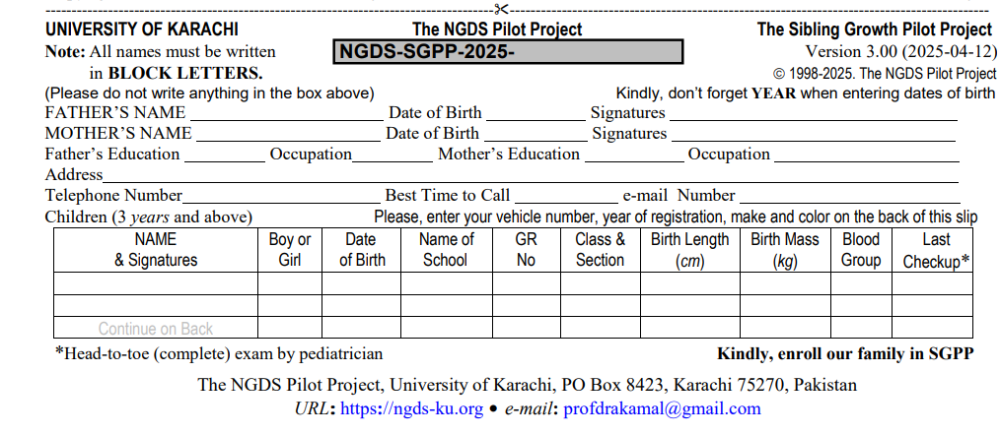 UNIVERSITY OF KARACHI The NGDS Pilot Project The Sibling Growth Pilot Project
Note: All names must be written NGDS-SGPP-2025- Version 3.00 (2025-04-12)
in BLOCK LETTERS. © 1998-2025. The NGDS Pilot Project
(Please do not write anything in the box above) Kindly, don't forget YEAR when entering dates of birth
FATHER'S NAME Date of Birth Signatures
MOTHER'S NAME Date of Birth Signatures
Father's Education Occupation Mother's Education Occupation
Address
Telephone Number Best Time to Call e-mail Number
Children (3 years and above) Please, enter your vehicle number, year of registration, make and color on the back of this slip
NAME Boy or Date Name of GR Class & Birth Length Birth Mass Blood Last
& Signatures Girl of Birth School No Section (cm) (kg) Group Checkup*
Continue on Back
*Head-to-toe (complete) exam by pediatrician Kindly, enroll our family in SGPP
The NGDS Pilot Project, University of Karachi, PO Box 8423, Karachi 75270, Pakistan
URL: https://ngds-ku.org • e-mail: profdrakamal@gmail.com